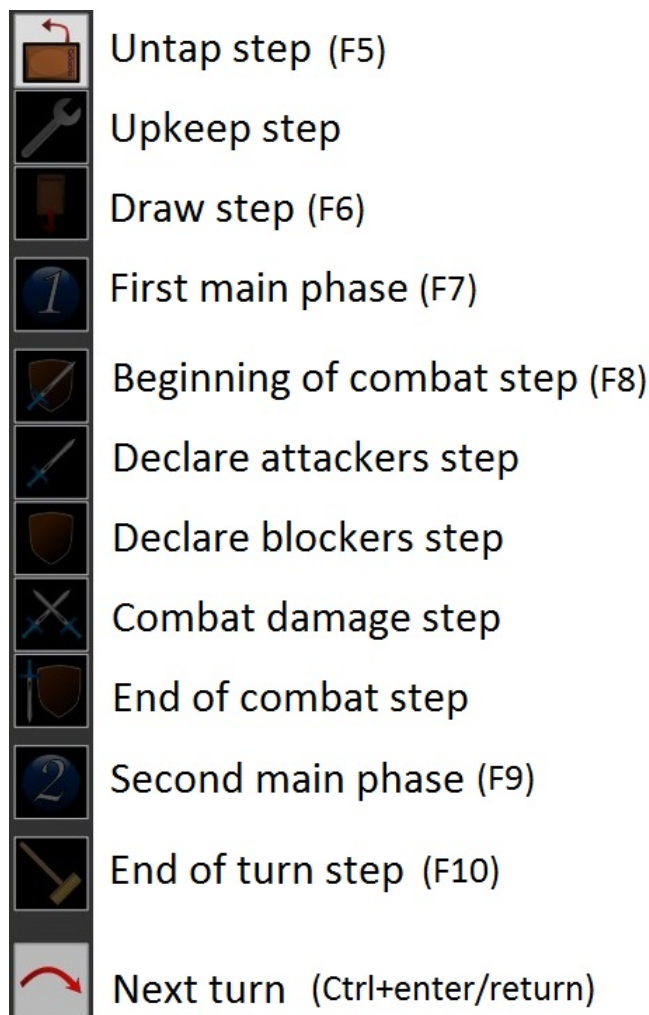 Untap step (F5)
Upkeep step
Draw step (F6)
1
First main phase (F7)
Beginning of combat step (F8)
Declare attackers step
Declare blockers step
Combat damage step
End of combat step
2
Second main phase (F9)
End of turn step (F10)
Next turn (Ctrl+enter/return)